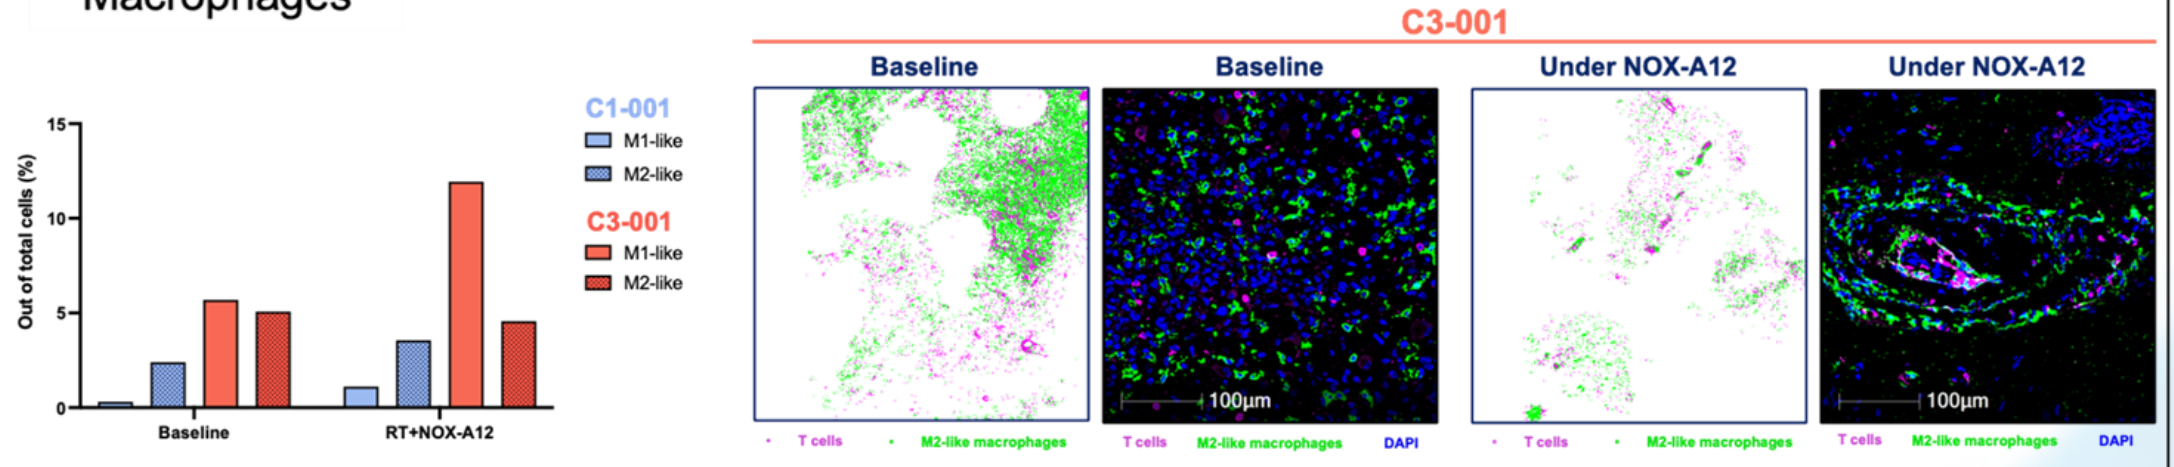 Macrophages
C3-001
Baseline
Baseline
Under NOX-A12
Under NOX-A12
Out of total cells (%)
15
10
5
0
Baseline
RT+NOX-A12
C1-001
M1-like
M2-like
C3-001
M1-like
M2-like
100µm
100µm
T cells M2-like macrophages
T cells M2-like macrophages DAPI
T cells M2-like macrophages
T cells M2-like macrophages DAPI